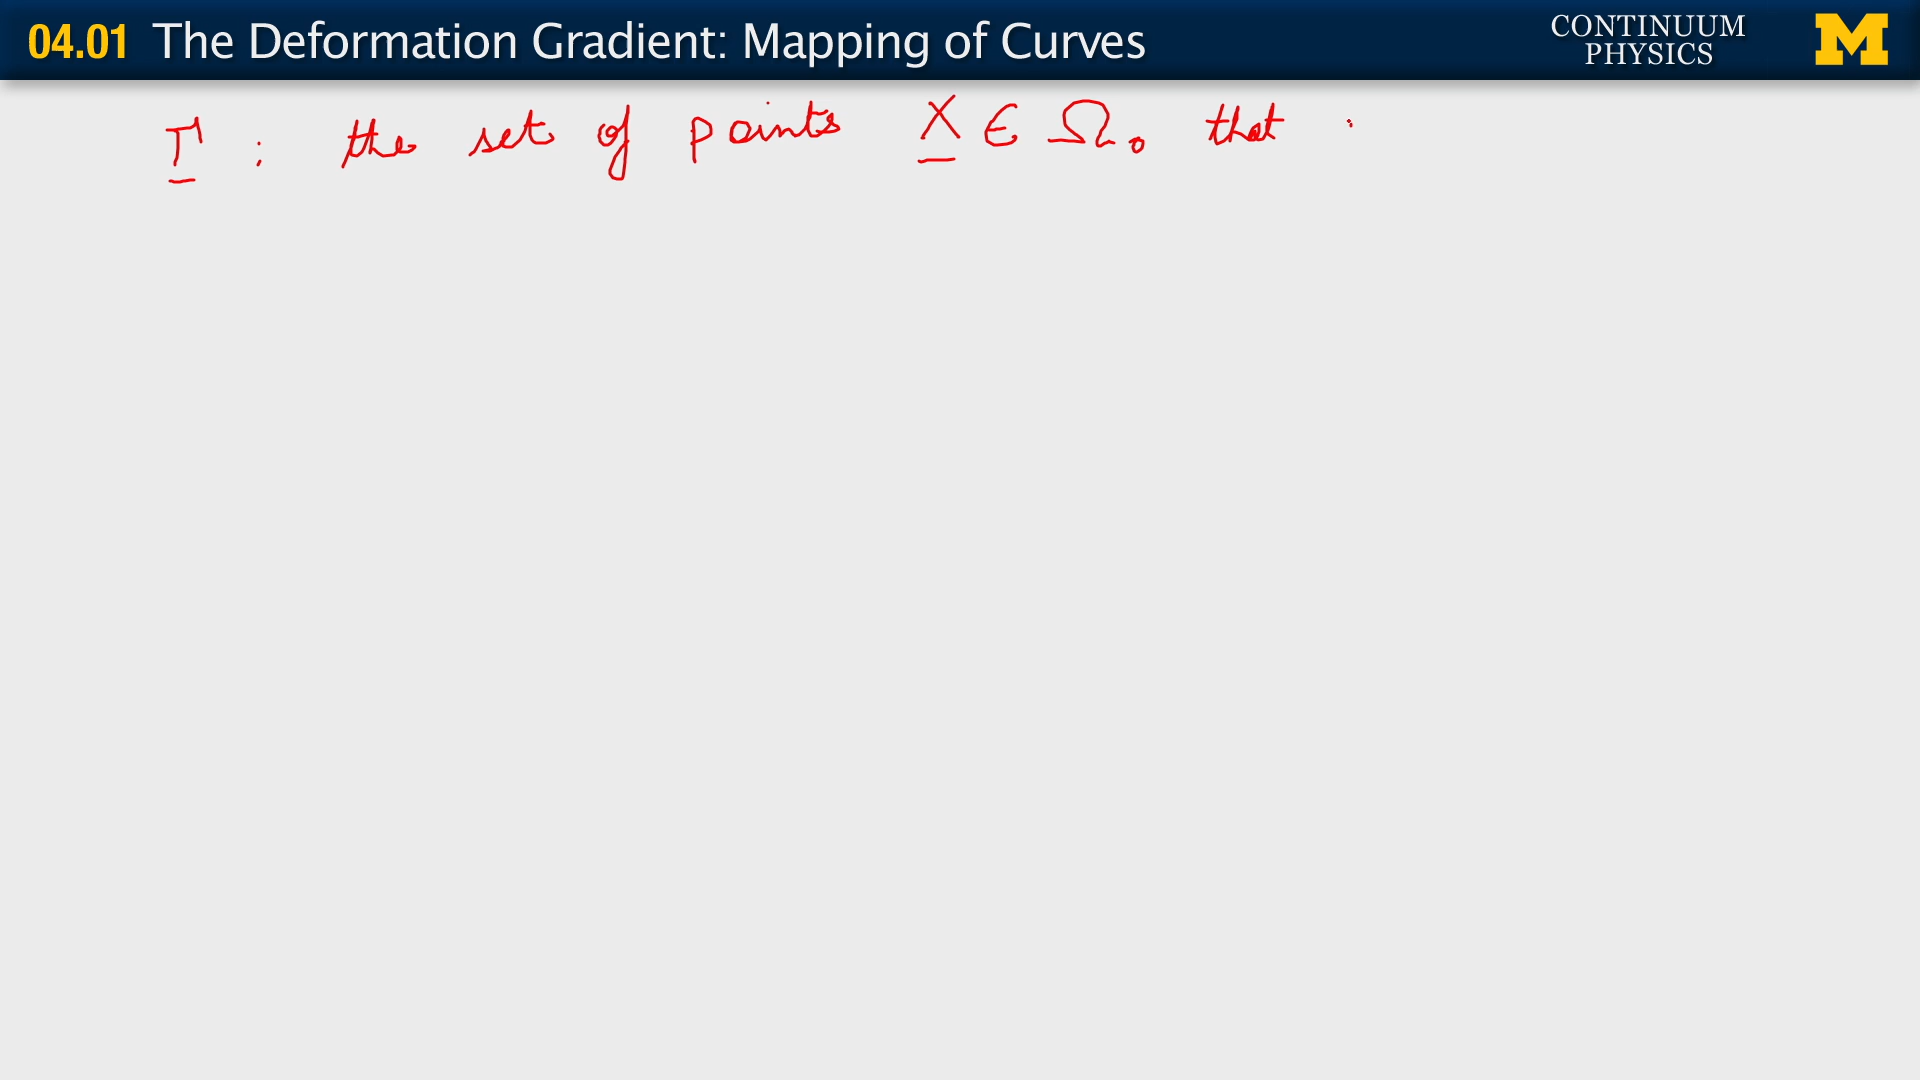 04.01 The Deformation Gradient: Mapping of Curves
CONTINUUM
PHYSICS
M
Γ : the set of points X ∈ Ω₀ that